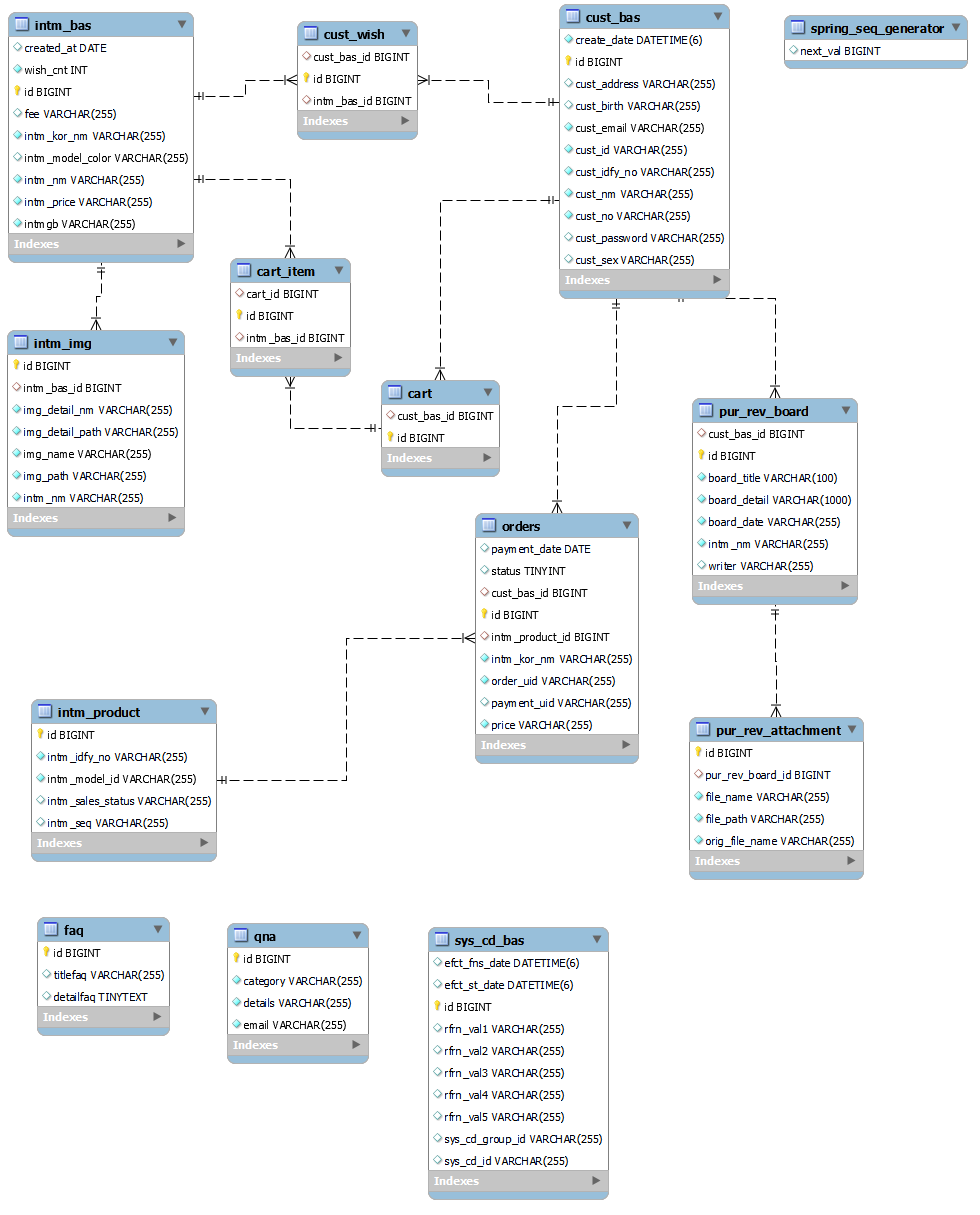 intm_bas
created_at DATE
wish_cnt INT
id BIGINT
fee VARCHAR(255)
intm_kor_nm VARCHAR(255)
intm_model_color VARCHAR(255)
intm_nm VARCHAR(255)
intm_price VARCHAR(255)
intmgb VARCHAR(255)
Indexes
cust_wish
cust_bas_id BIGINT
id BIGINT
intm_bas_id BIGINT
Indexes
cust_bas
create_date DATETIME(6)
id BIGINT
cust_address VARCHAR(255)
cust_birth VARCHAR(255)
cust_email VARCHAR(255)
cust_id VARCHAR(255)
cust_idfy_no VARCHAR(255)
cust_nm VARCHAR(255)
cust_no VARCHAR(255)
cust_password VARCHAR(255)
cust_sex VARCHAR(255)
Indexes
spring_seq_generator
next_val BIGINT
cart_item
cart_id BIGINT
id BIGINT
intm_bas_id BIGINT
Indexes
intm_img
id BIGINT
intm_bas_id BIGINT
img_detail_nm VARCHAR(255)
img_detail_path VARCHAR(255)
img_name VARCHAR(255)
img_path VARCHAR(255)
intm_nm VARCHAR(255)
Indexes
cart
cust_bas_id BIGINT
id BIGINT
Indexes
pur_rev_board
cust_bas_id BIGINT
id BIGINT
board_title VARCHAR(100)
board_detail VARCHAR(1000)
board_date VARCHAR(255)
intm_nm VARCHAR(255)
writer VARCHAR(255)
Indexes
orders
payment_date DATE
status TINYINT
cust_bas_id BIGINT
id BIGINT
intm_product_id BIGINT
intm_kor_nm VARCHAR(255)
order_uid VARCHAR(255)
payment_uid VARCHAR(255)
price VARCHAR(255)
Indexes
intm_product
id BIGINT
intm_idfy_no VARCHAR(255)
intm_model_id VARCHAR(255)
intm_sales_status VARCHAR(255)
intm_seq VARCHAR(255)
Indexes
pur_rev_attachment
id BIGINT
pur_rev_board_id BIGINT
file_name VARCHAR(255)
file_path VARCHAR(255)
orig_file_name VARCHAR(255)
Indexes
faq
id BIGINT
titlefaq VARCHAR(255)
detailfaq TINYTEXT
Indexes
qna
id BIGINT
category VARCHAR(255)
details VARCHAR(255)
email VARCHAR(255)
Indexes
sys_cd_bas
efct_fns_date DATETIME(6)
efct_st_date DATETIME(6)
id BIGINT
rfrn_val1 VARCHAR(255)
rfrn_val2 VARCHAR(255)
rfrn_val3 VARCHAR(255)
rfrn_val4 VARCHAR(255)
rfrn_val5 VARCHAR(255)
sys_cd_group_id VARCHAR(255)
sys_cd_id VARCHAR(255)
Indexes